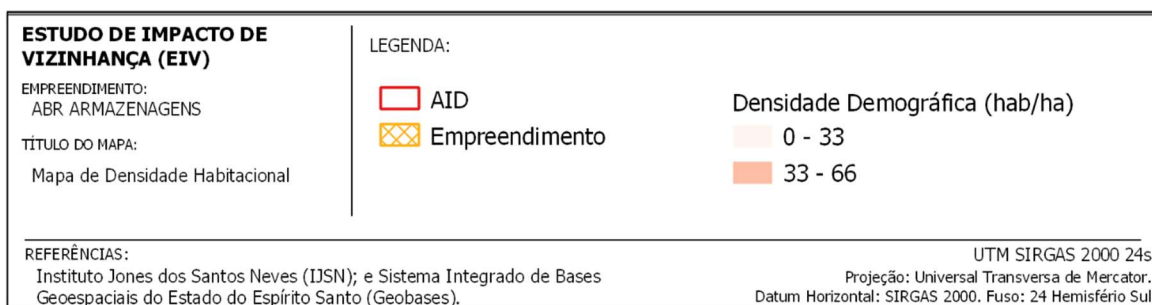 ESTUDO DE IMPACTO DE
VIZINHANÇA (EIV)
EMPREENDIMENTO:
ABR ARMAZENAGENS
TÍTULO DO MAPA:
Mapa de Densidade Habitacional
LEGENDA:
AID
Empreendimento
Densidade Demográfica (hab/ha)
0 - 33
33 - 66
REFERÊNCIAS:
Instituto Jones dos Santos Neves (IJSN); e Sistema Integrado de Bases
Geoespaciais do Estado do Espírito Santo (Geobases).
UTM SIRGAS 2000 24s
Projeção: Universal Transversa de Mercator.
Datum Horizontal: SIRGAS 2000. Fuso: 24 Hemisfério Sul